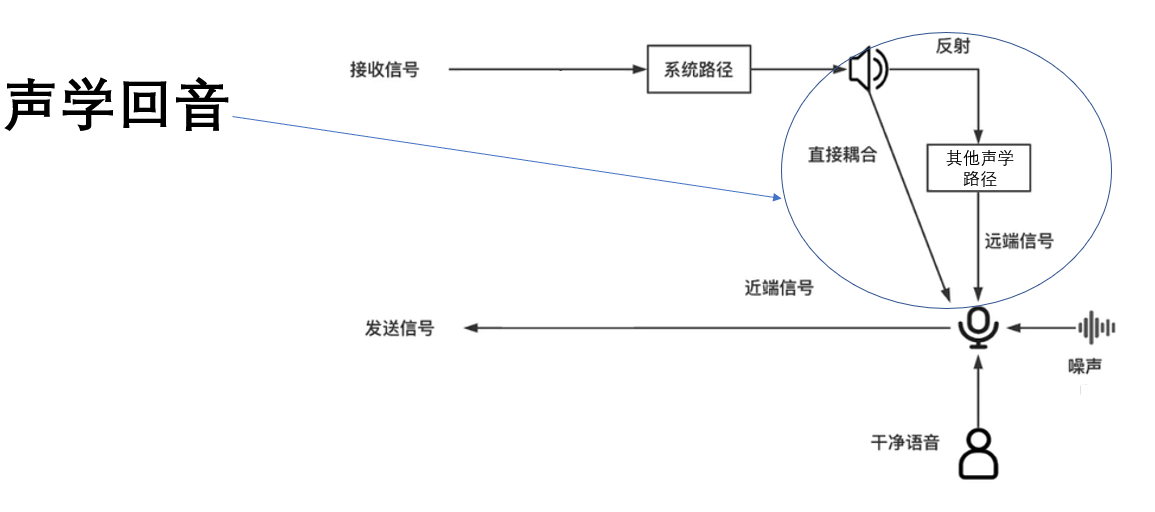 声学回音
接收信号
系统路径
反射
直接耦合
其他声学
路径
远端信号
近端信号
发送信号
噪声
干净语音